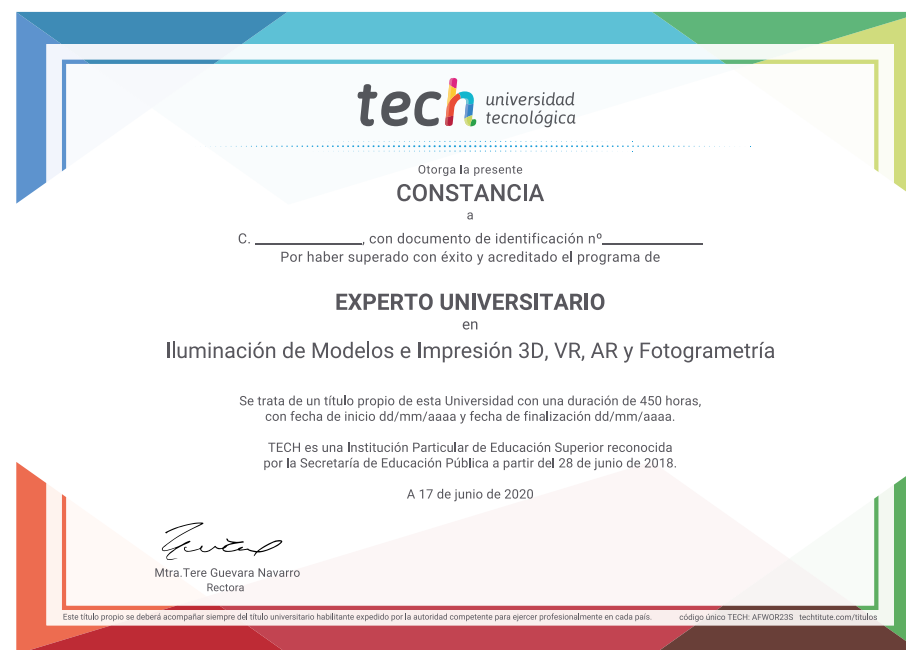 tech universidad
tecnológica
Otorga la presente
CONSTANCIA
a
C. ____________, con documento de identificación nº____________
Por haber superado con éxito y acreditado el programa de
EXPERTO UNIVERSITARIO
en
Iluminación de Modelos e Impresión 3D, VR, AR y Fotogrametría
Se trata de un título propio de esta Universidad con una duración de 450 horas,
con fecha de inicio dd/mm/aaaa y fecha de finalización dd/mm/aaaa.
TECH es una Institución Particular de Educación Superior reconocida
por la Secretaría de Educación Pública a partir del 28 de junio de 2018.
A 17 de junio de 2020
Mtra.Tere Guevara Navarro
Rectora
Este título propio se deberá acompañar siempre del título universitario habilitante expedido por la autoridad competente para ejercer profesionalmente en cada país. código único TECH: AFWOR23S techtitute.com/titulos